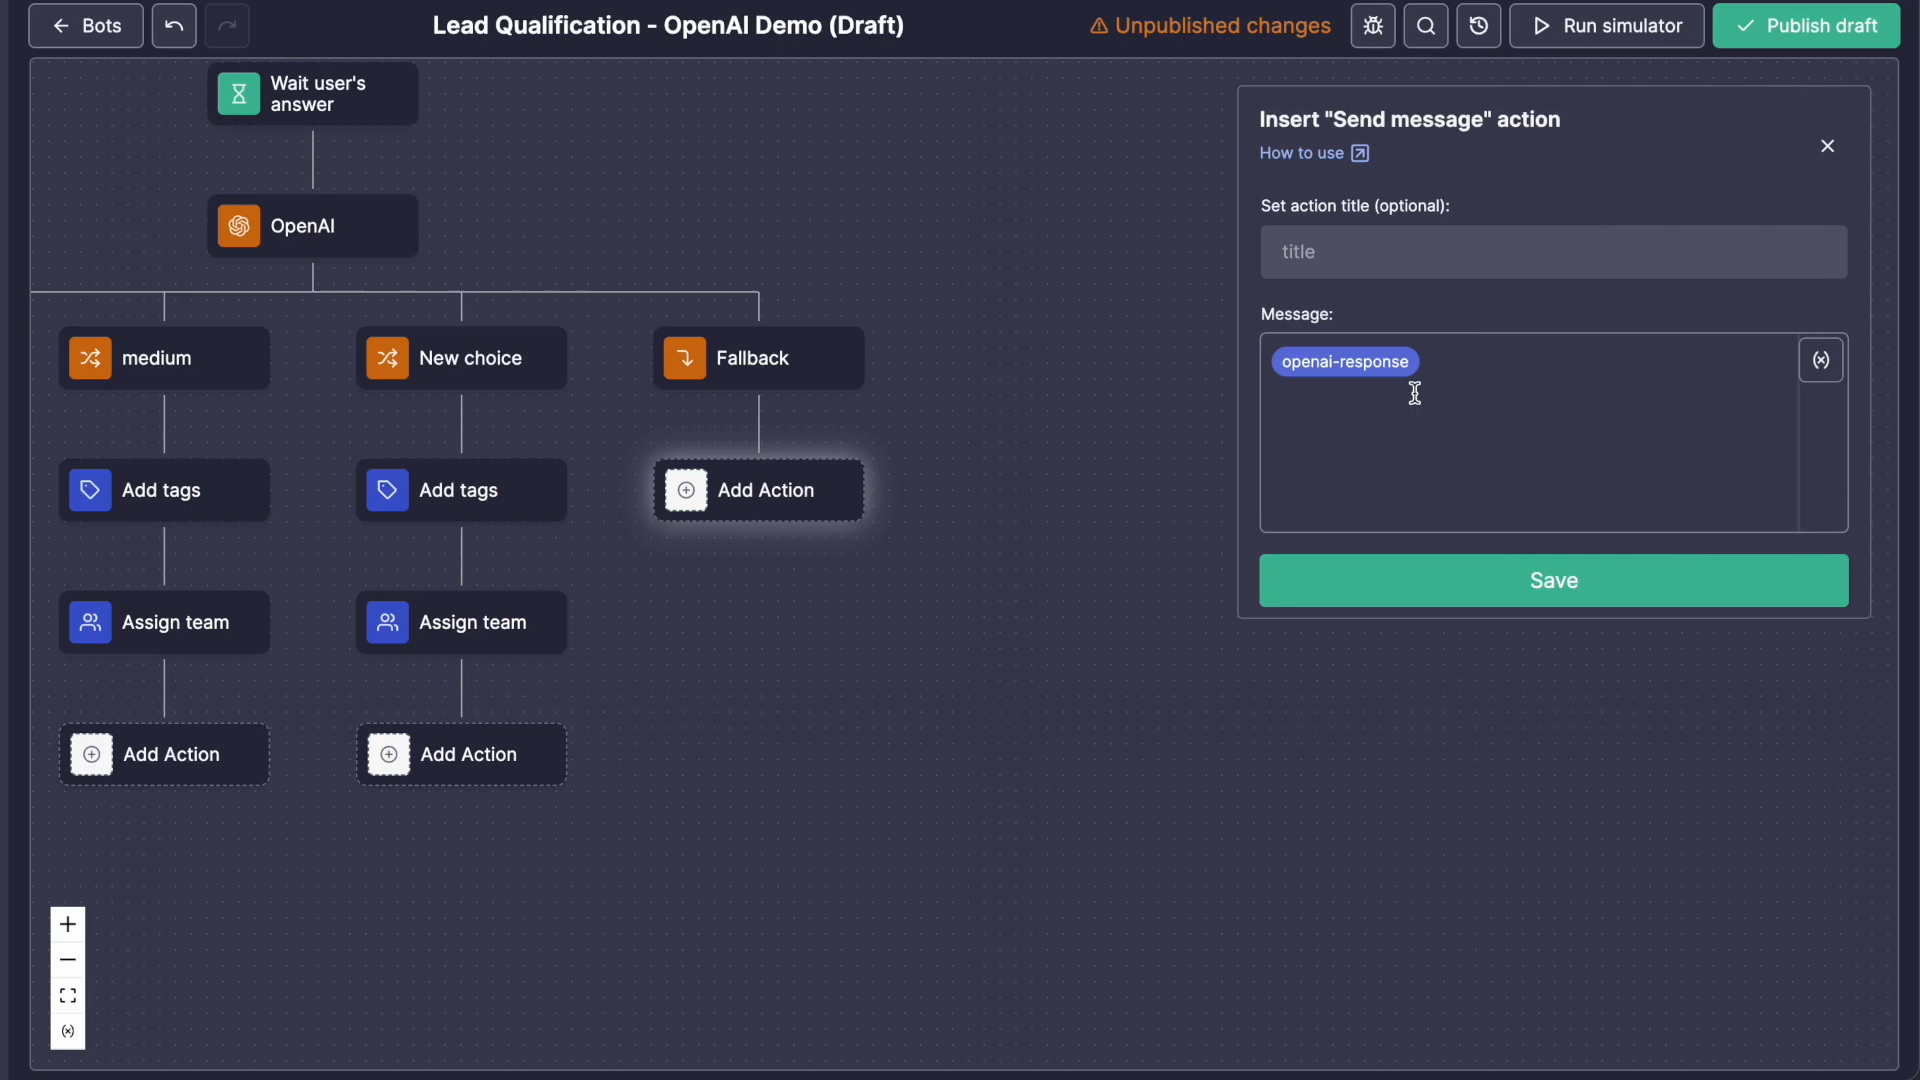 Bots
Lead Qualification - OpenAI Demo (Draft)
Unpublished changes
Run simulator
Publish draft
Wait user's
answer
OpenAI
medium
New choice
Fallback
Add tags
Add tags
Add Action
Assign team
Assign team
Add Action
Add Action
Insert "Send message" action
How to use
Set action title (optional):
title
Message:
openai-response
(x)
Save
(x)